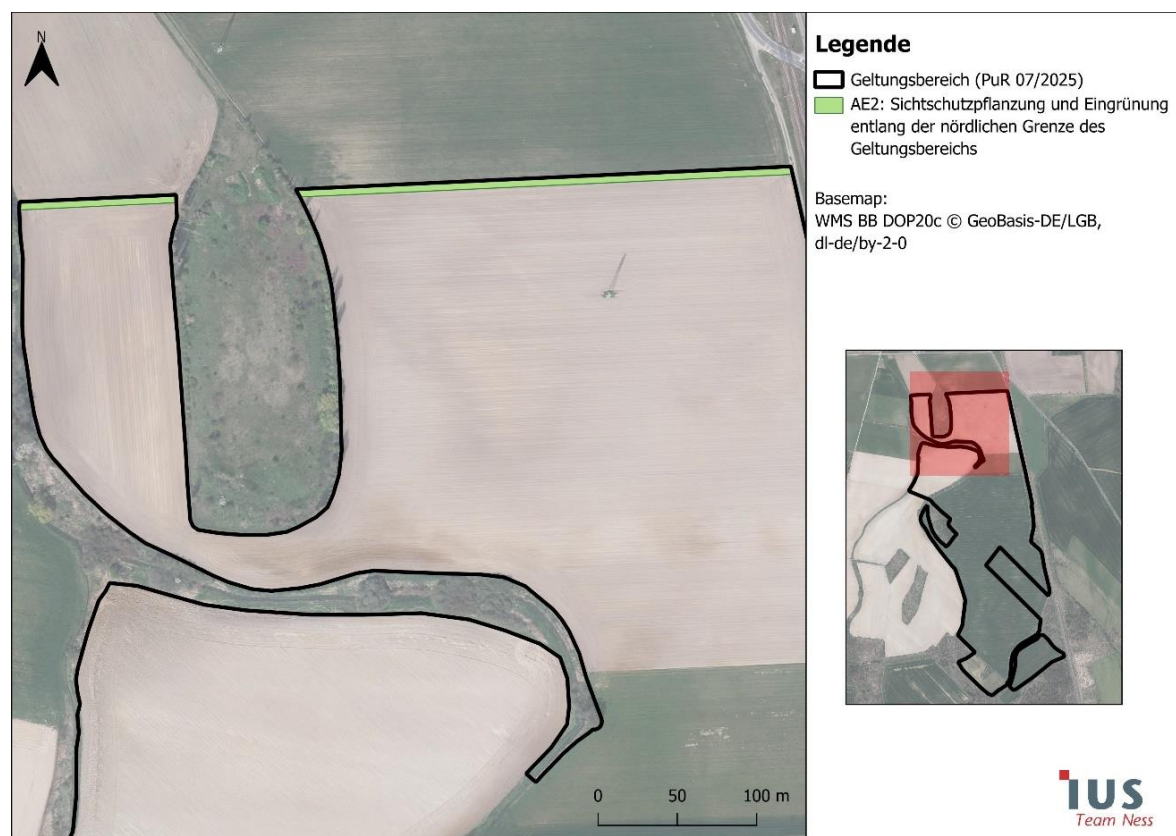 N
Legende
Geltungsbereich (PuR 07/2025)
AE2: Sichtschutzpflanzung und Eingrünung
entlang der nördlichen Grenze des
Geltungsbereichs
Basemap:
WMS BB DOP20c © GeoBasis-DE/LGB,
dl-de/by-2-0
0 50 100 m
IUS
Team Ness